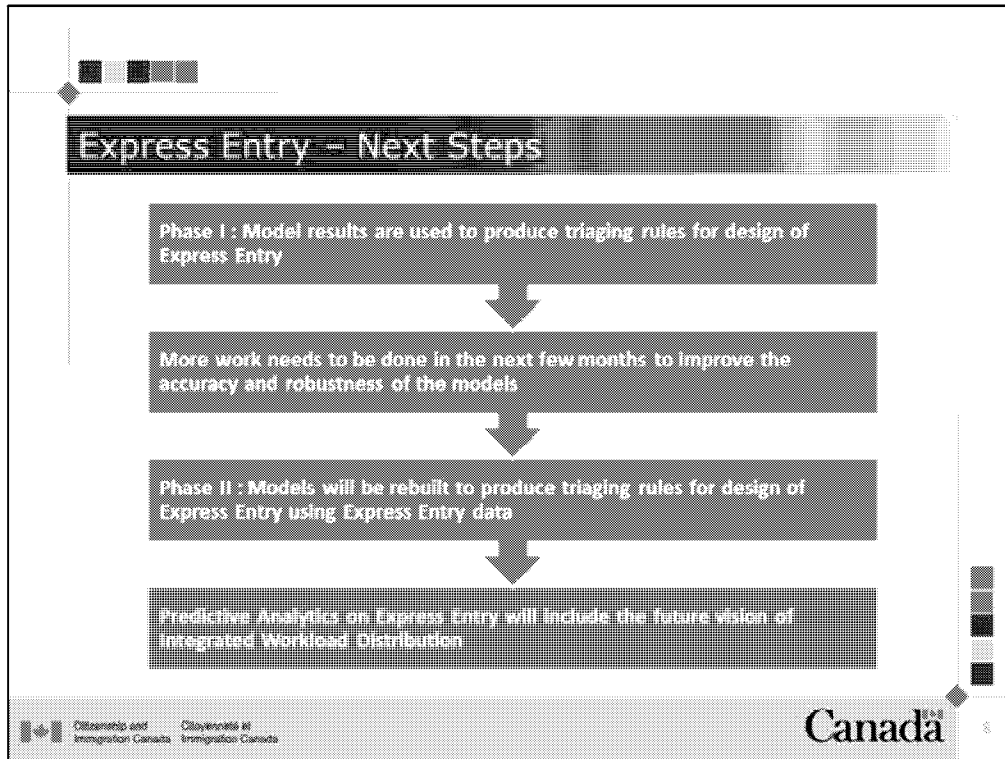 Express Entry – Next Steps
Phase I : Model results are used to produce triaging rules for design of
Express Entry
More work needs to be done in the next few months to improve the
accuracy and robustness of the models
Phase II : Models will be rebuilt to produce triaging rules for design of
Express Entry using Express Entry data
Predictive Analytics on Express Entry will include the future vision of
Integrated Workload Distribution
Citizenship and Citoyenneté et
Immigration Canada Immigration Canada
Canada